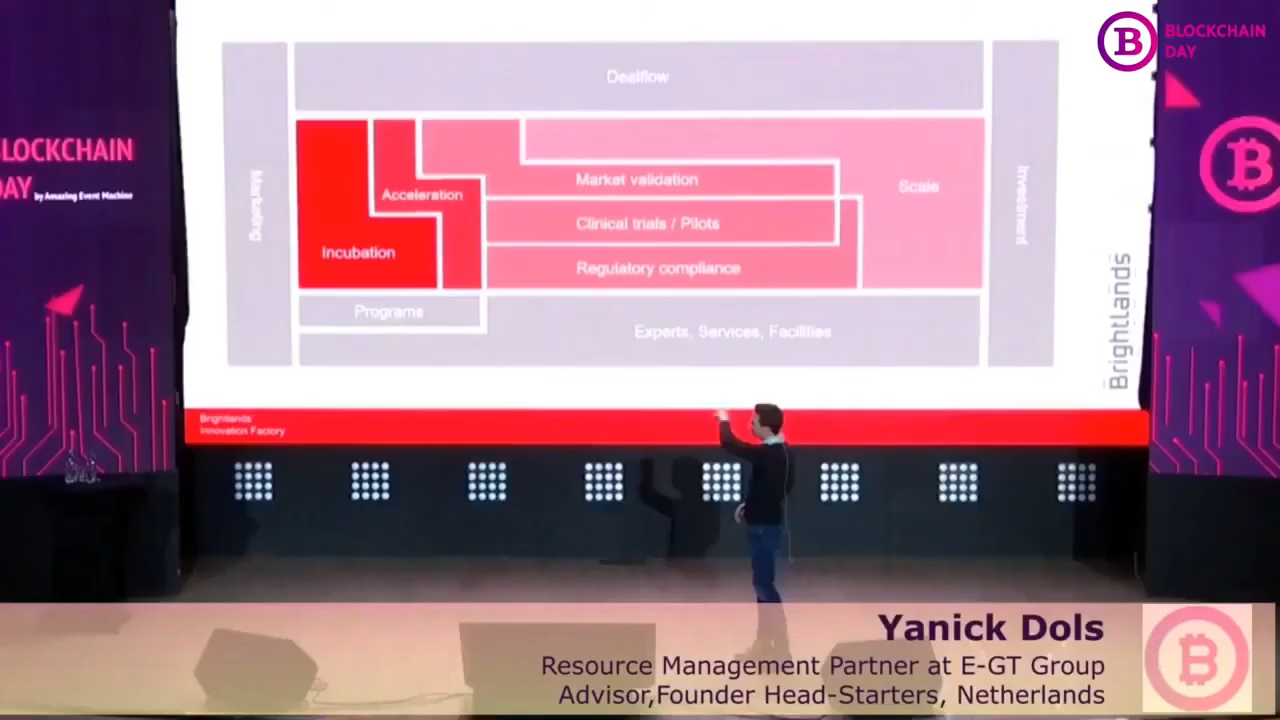 BLOCKCHAIN
DAY
LOCKCHAIN
AY by Amazing Event Machine
Dealflow
Marketing
Acceleration
Incubation
Market validation
Clinical trials / Pilots
Regulatory compliance
Scale
Investment
Programs
Experts, Services, Facilities
Brightlands
Brightlands
Innovation Factory
Yanick Dols
Resource Management Partner at E-GT Group
Advisor,Founder Head-Starters, Netherlands